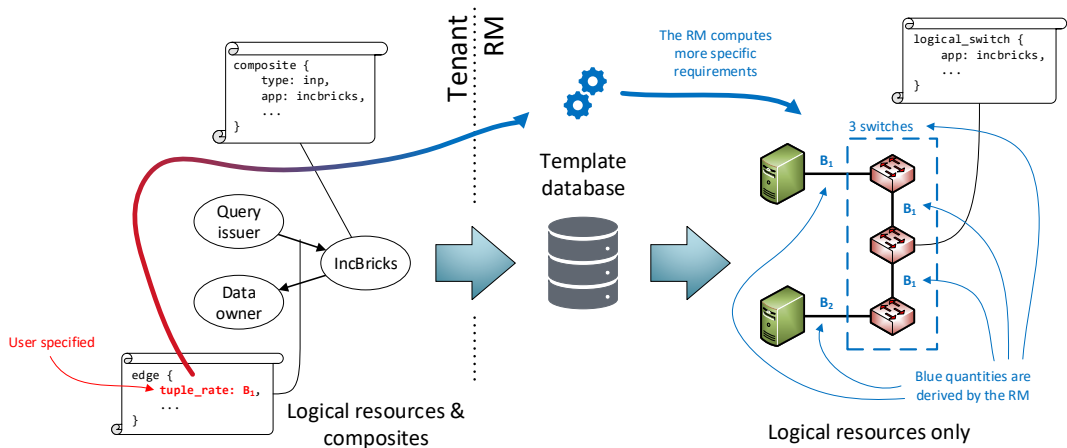 composite {
type: inp,
app: incbricks,
...
}
Tenant
RM
The RM computes
more specific
requirements
logical_switch {
app: incbricks,
...
}
3 switches
B₁
B₁
B₁
B₂
Template
database
Query
issuer
IncBricks
Data
owner
User specified
edge {
tuple_rate: B₁,
...
}
Logical resources &
composites
Blue quantities are
derived by the RM
Logical resources only